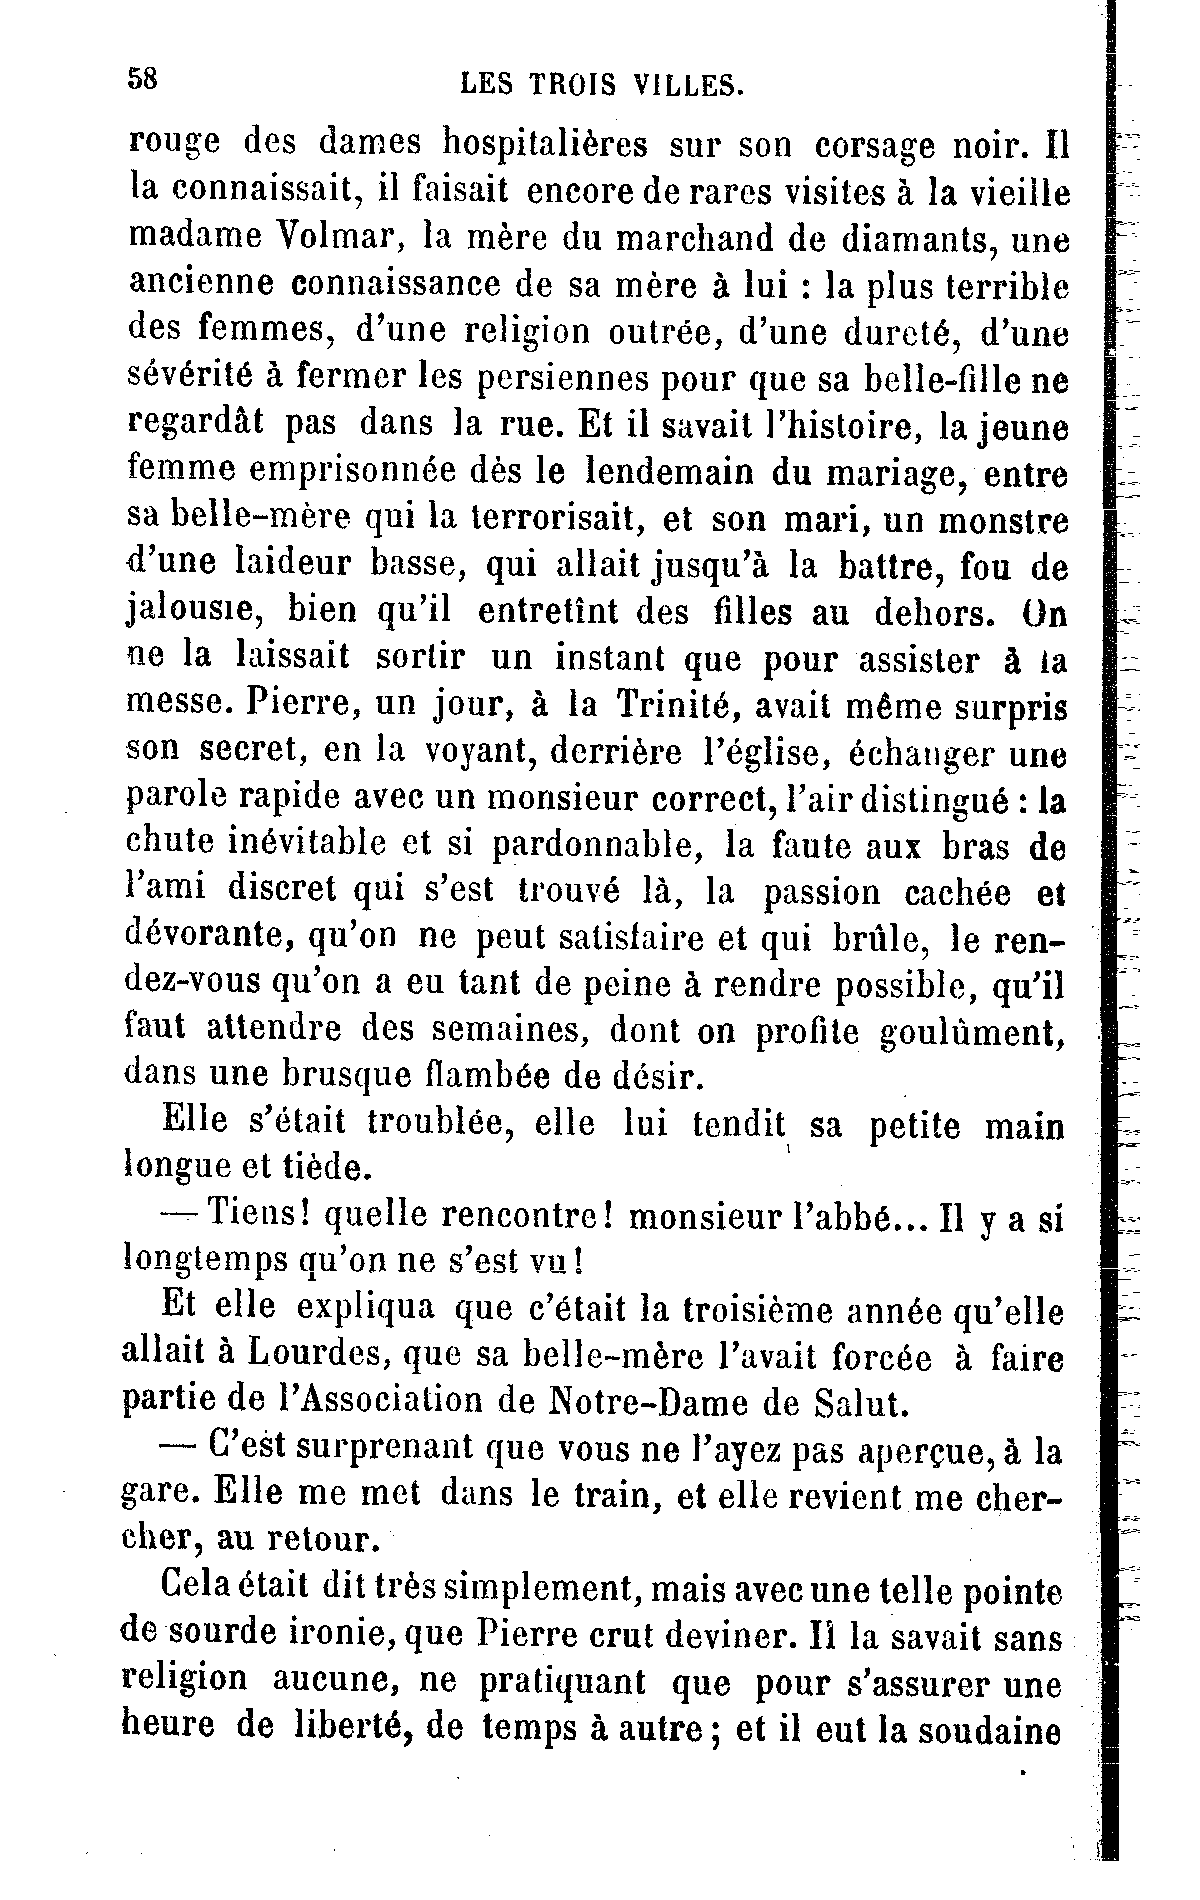 58
LES TROIS VILLES.
rouge des dames hospitalières sur son corsage noir. Il
la connaissait, il faisait encore de rares visites à la vieille
madame Volmar, la mère du marchand de diamants, une
ancienne connaissance de sa mère à lui : la plus terrible
des femmes, d'une religion outrée, d'une dureté, d'une
sévérité à fermer les persiennes pour que sa belle-fille ne
regardât pas dans la rue. Et il savait l'histoire, la jeune
femme emprisonnée dès le lendemain du mariage, entre
sa belle-mère qui la terrorisait, et son mari, un monstre
d'une laideur basse, qui allait jusqu'à la battre, fou de
jalousie, bien qu'il entretînt des filles au dehors. On
ne la laissait sortir un instant que pour assister à la
messe. Pierre, un jour, à la Trinité, avait même surpris
son secret, en la voyant, derrière l'église, échanger une
parole rapide avec un monsieur correct, l'air distingué : la
chute inévitable et si pardonnable, la faute aux bras de
l'ami discret qui s'est trouvé là, la passion cachée et
dévorante, qu'on ne peut satisfaire et qui brûle, le ren-
dez-vous qu'on a eu tant de peine à rendre possible, qu'il
faut attendre des semaines, dont on profite goulûment,
dans une brusque flambée de désir.
Elle s'était troublée, elle lui tendit sa petite main
longue et tiède.
— Tiens! quelle rencontre! monsieur l'abbé... Il y a si
longtemps qu'on ne s'est vu!
Et elle expliqua que c'était la troisième année qu'elle
allait à Lourdes, que sa belle-mère l'avait forcée à faire
partie de l'Association de Notre-Dame de Salut.
— C'est surprenant que vous ne l'ayez pas aperçue, à la
gare. Elle me met dans le train, et elle revient me cher-
cher, au retour.
Cela était dit très simplement, mais avec une telle pointe
de sourde ironie, que Pierre crut deviner. Il la savait sans
religion aucune, ne pratiquant que pour s'assurer une
heure de liberté, de temps à autre ; et il eut la soudaine